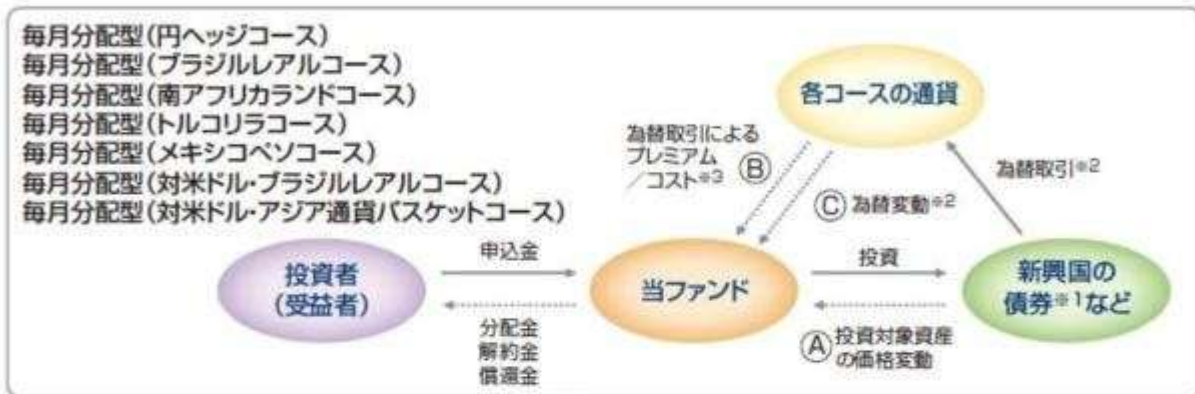 毎月分配型(円ヘッジコース)
毎月分配型(ブラジルレアルコース)
毎月分配型(南アフリカランドコース)
毎月分配型(トルコリラコース)
毎月分配型(メキシコペソコース)
毎月分配型(対米ドル・ブラジルレアルコース)
毎月分配型(対米ドル・アジア通貨バスケットコース)
各コースの通貨
為替取引による
プレミアム
/コスト※3
Ⓑ
為替取引※2
Ⓒ 為替変動※2
投資者
(受益者)
申込金
分配金
解約金
償還金
当ファンド
投資
Ⓐ 投資対象資産
の価格変動
新興国の
債券※1など